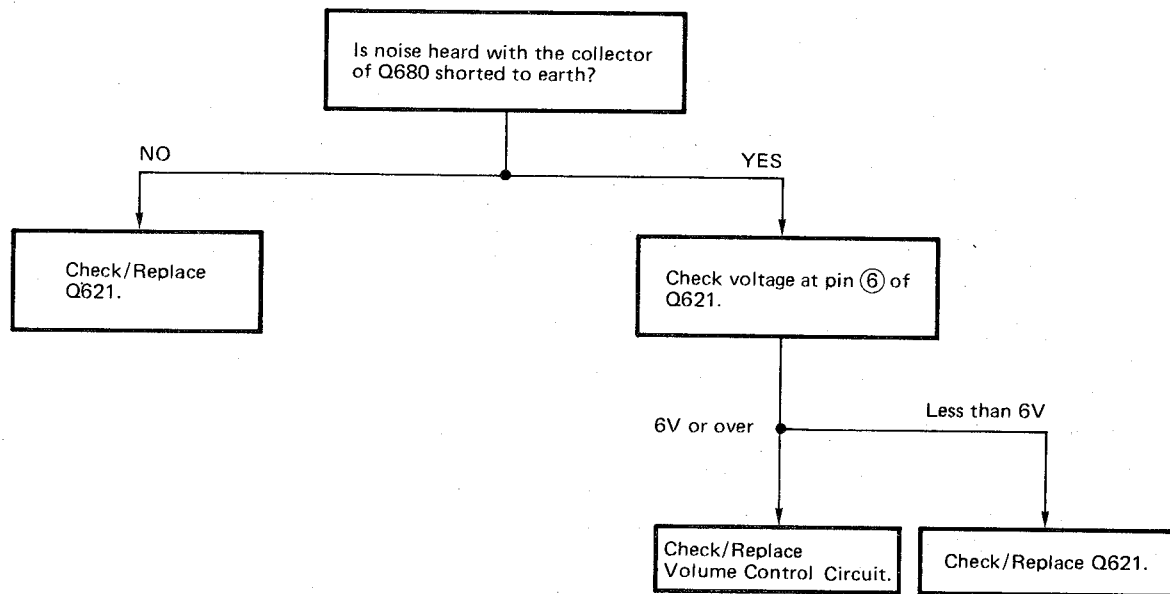 Is noise heard with the collector
of Q680 shorted to earth?
NO
YES
Check/Replace
Q621.
Check voltage at pin ⑥ of
Q621.
6V or over
Less than 6V
Check/Replace
Volume Control Circuit.
Check/Replace Q621.